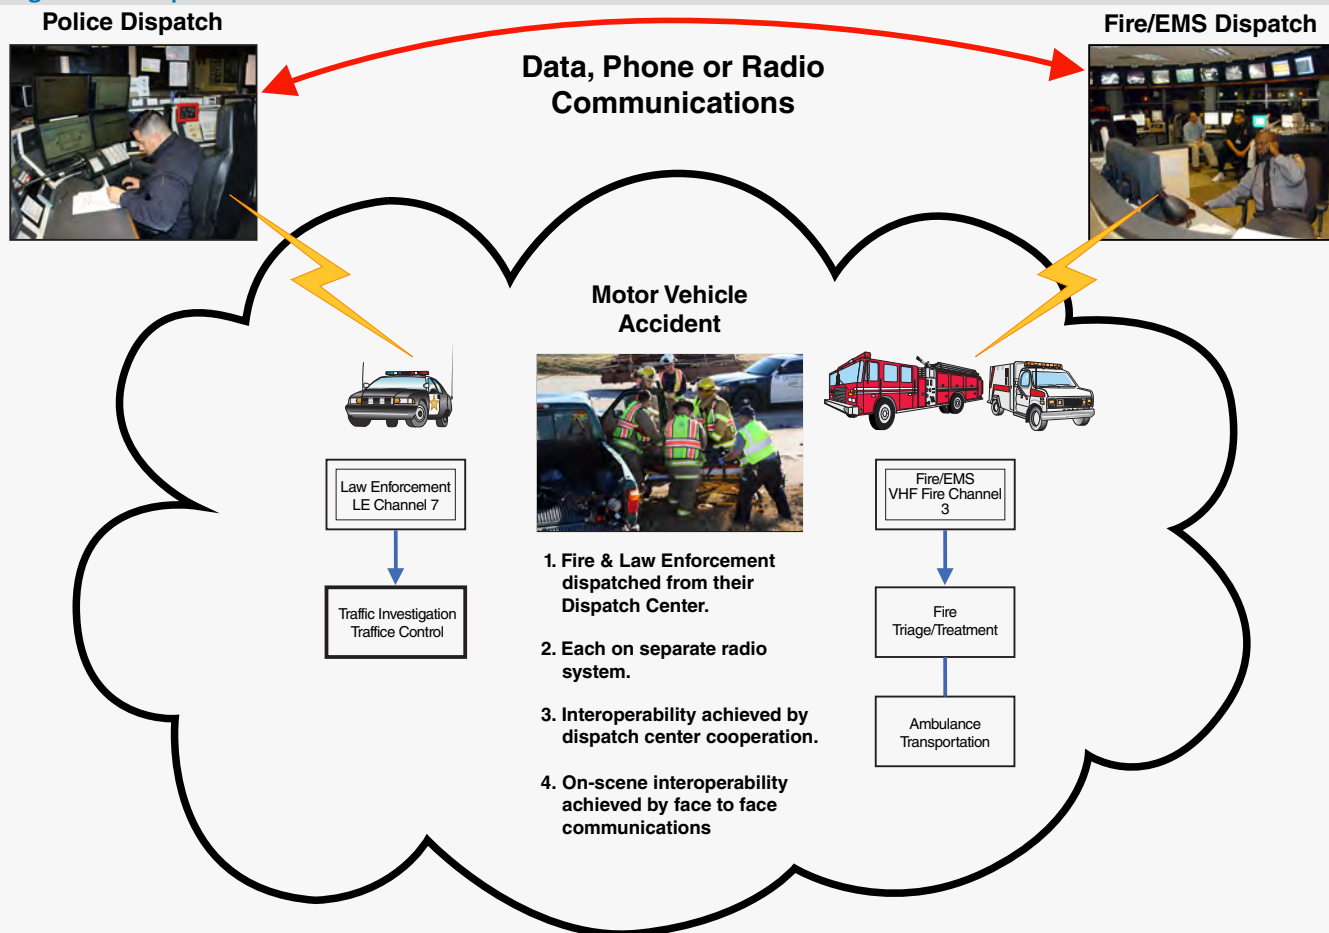 Police Dispatch
Fire/EMS Dispatch
Data, Phone or Radio
Communications
Motor Vehicle
Accident
Law Enforcement
LE Channel 7
Traffic Investigation
Traffice Control
1. Fire & Law Enforcement
dispatched from their
Dispatch Center.
2. Each on separate radio
system.
3. Interoperability achieved by
dispatch center cooperation.
4. On-scene interoperability
achieved by face to face
communications
Fire/EMS
VHF Fire Channel
3
Fire
Triage/Treatment
Ambulance
Transportation